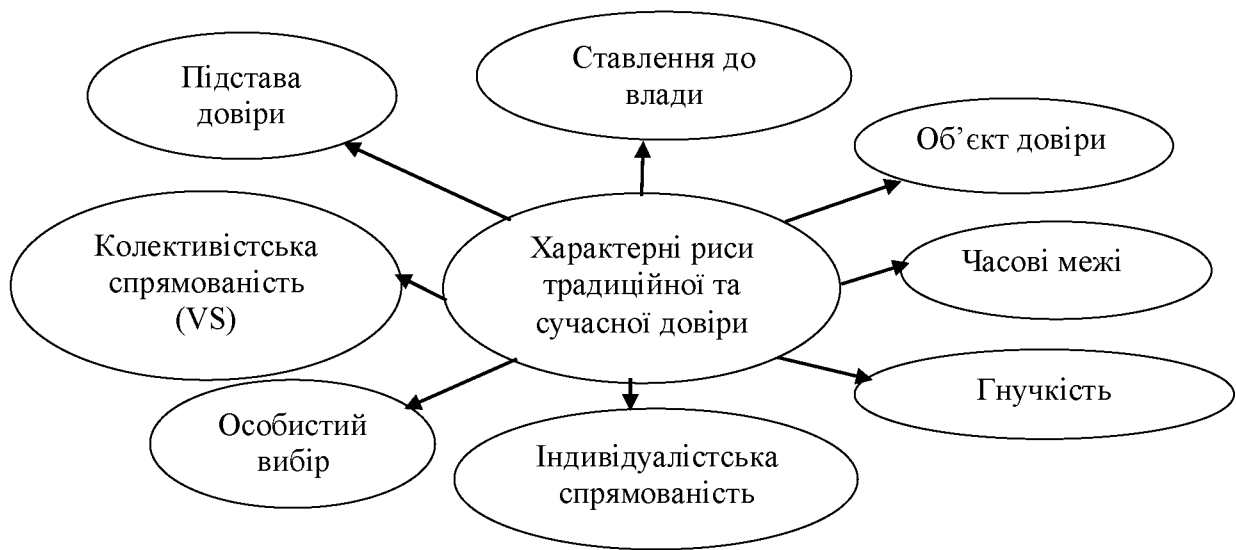 Підстава
довіри
Ставлення до
влади
Об’єкт довіри
Колективістська
спрямованість
(VS)
Характерні риси
традиційної та
сучасної довіри
Часові межі
Гнучкість
Особистий
вибір
Індивідуалістська
спрямованість